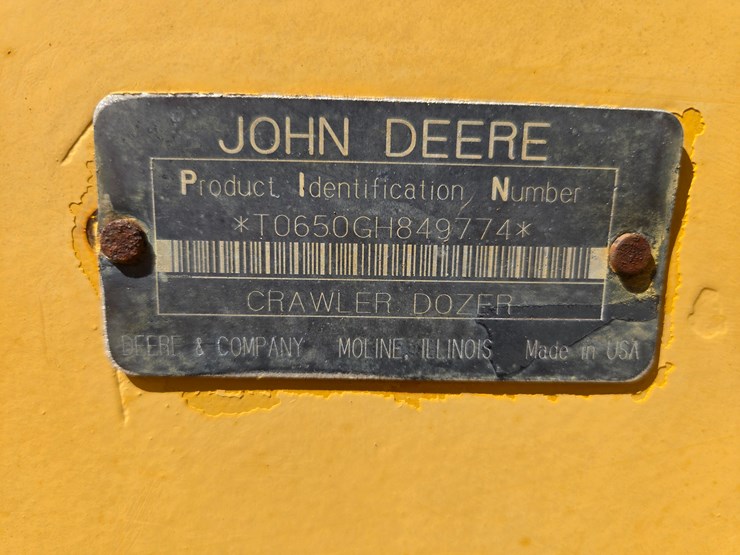 JOHN DEERE
Product Identification Number
*T0650GH849774*
CRAWLER DOZER
DEERE & COMPANY MOLINE, ILLINOIS Made in USA